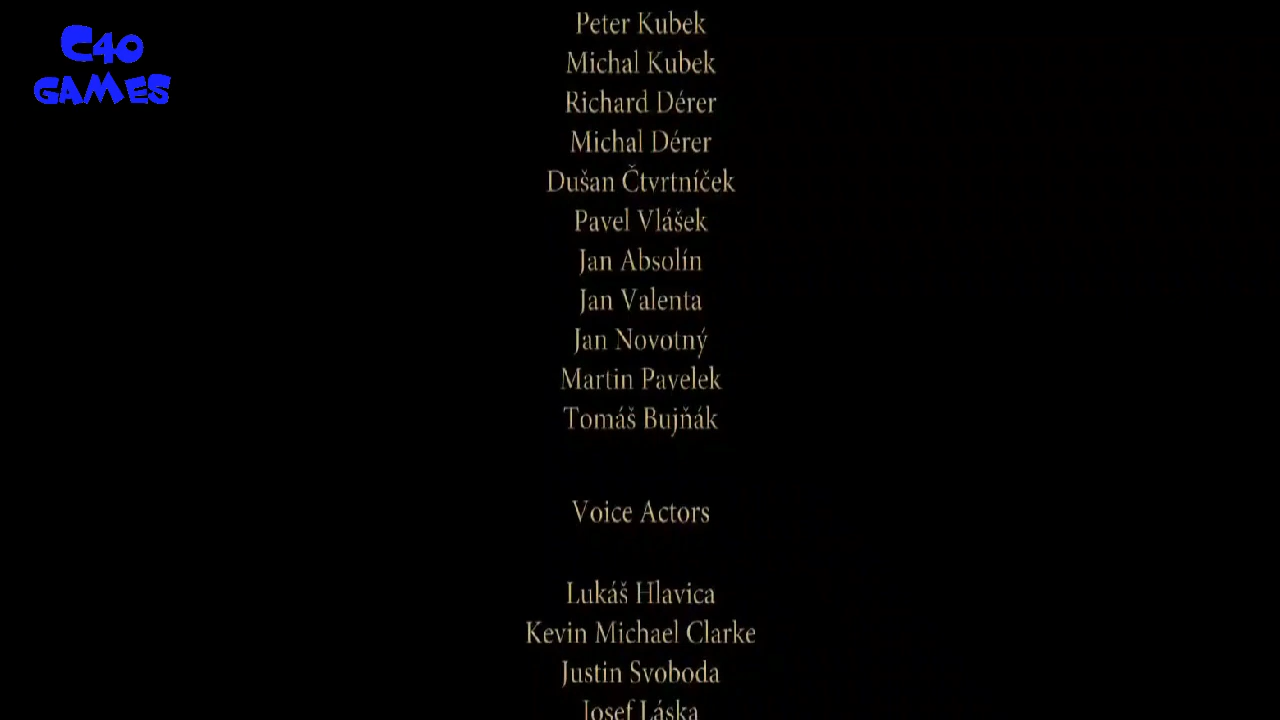 C40
GAMES
Peter Kubek
Michal Kubek
Richard Dérer
Michal Dérer
Dušan Čtvrtníček
Pavel Vlášek
Jan Absolín
Jan Valenta
Jan Novotný
Martin Pavelek
Tomáš Bujňák
Voice Actors
Lukáš Hlavica
Kevin Michael Clarke
Justin Svoboda
Josef Láska